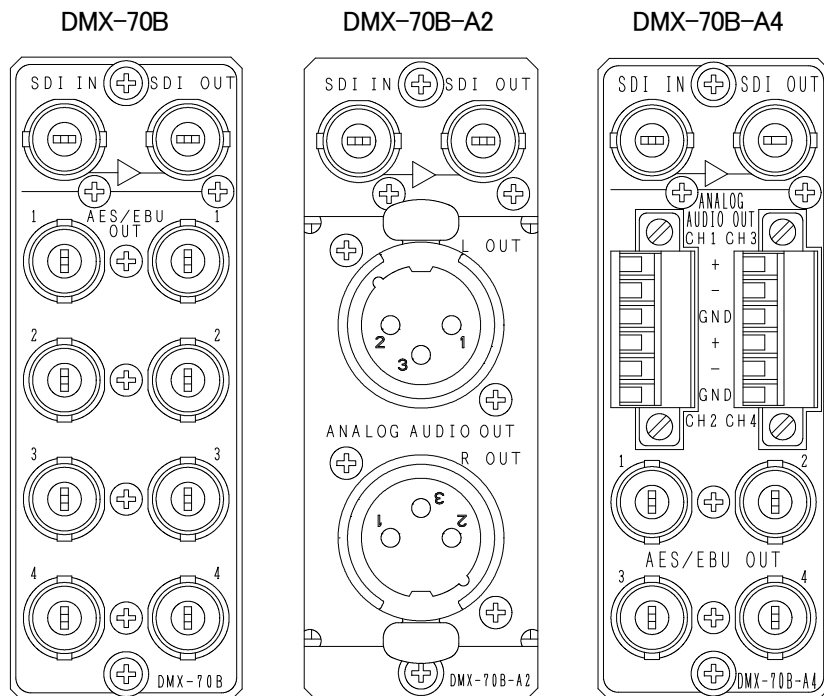 DMX-70B
DMX-70B-A2
DMX-70B-A4
SDI IN
SDI OUT
1
AES/EBU
OUT
1
2
2
3
3
4
4
DMX-70B
SDI IN
SDI OUT
L OUT
2
1
3
ANALOG AUDIO OUT
R OUT
3
1
2
DMX-70B-A2
SDI IN
SDI OUT
ANALOG
AUDIO OUT
CH1 CH3
+
-
GND
+
-
GND
CH2 CH4
1
2
AES/EBU OUT
3
4
DMX-70B-A4